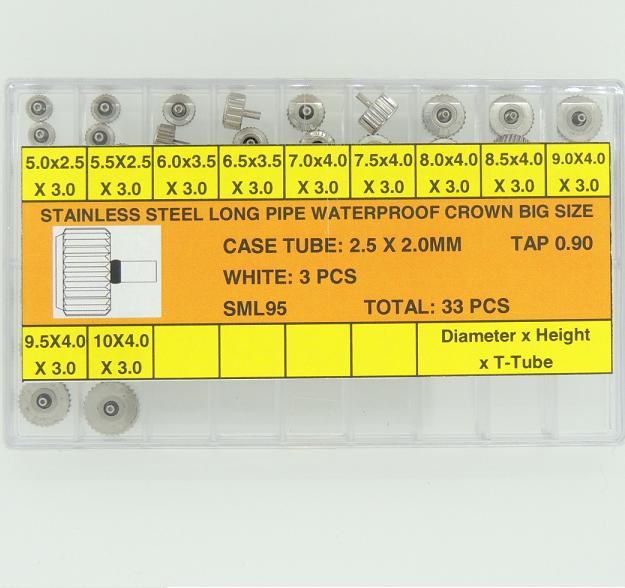 5.0x2.5 5.5X2.5 6.0x3.5 6.5x3.5 7.0x4.0 7.5x4.0 8.0x4.0 8.5x4.0 9.0X4.0
X 3.0 X 3.0 X 3.0 X 3.0 X 3.0 X 3.0 X 3.0 X 3.0 X 3.0
STAINLESS STEEL LONG PIPE WATERPROOF CROWN BIG SIZE
CASE TUBE: 2.5 X 2.0MM TAP 0.90
WHITE: 3 PCS
SML95 TOTAL: 33 PCS
9.5X4.0 10X4.0 Diameter x Height
X 3.0 X 3.0 x T-Tube